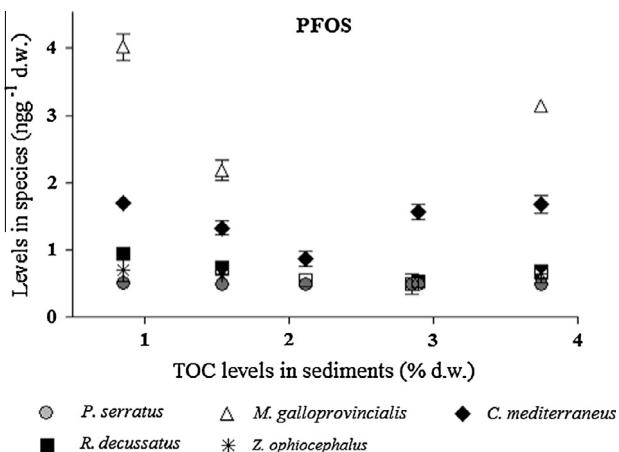 PFOS
Levels in species (ngg⁻¹ d.w.)
4
3
2
1
0
1 2 3 4
TOC levels in sediments (% d.w.)
P. serratus M. galloprovincialis C. mediterraneus
R. decussatus Z. ophiocephalus